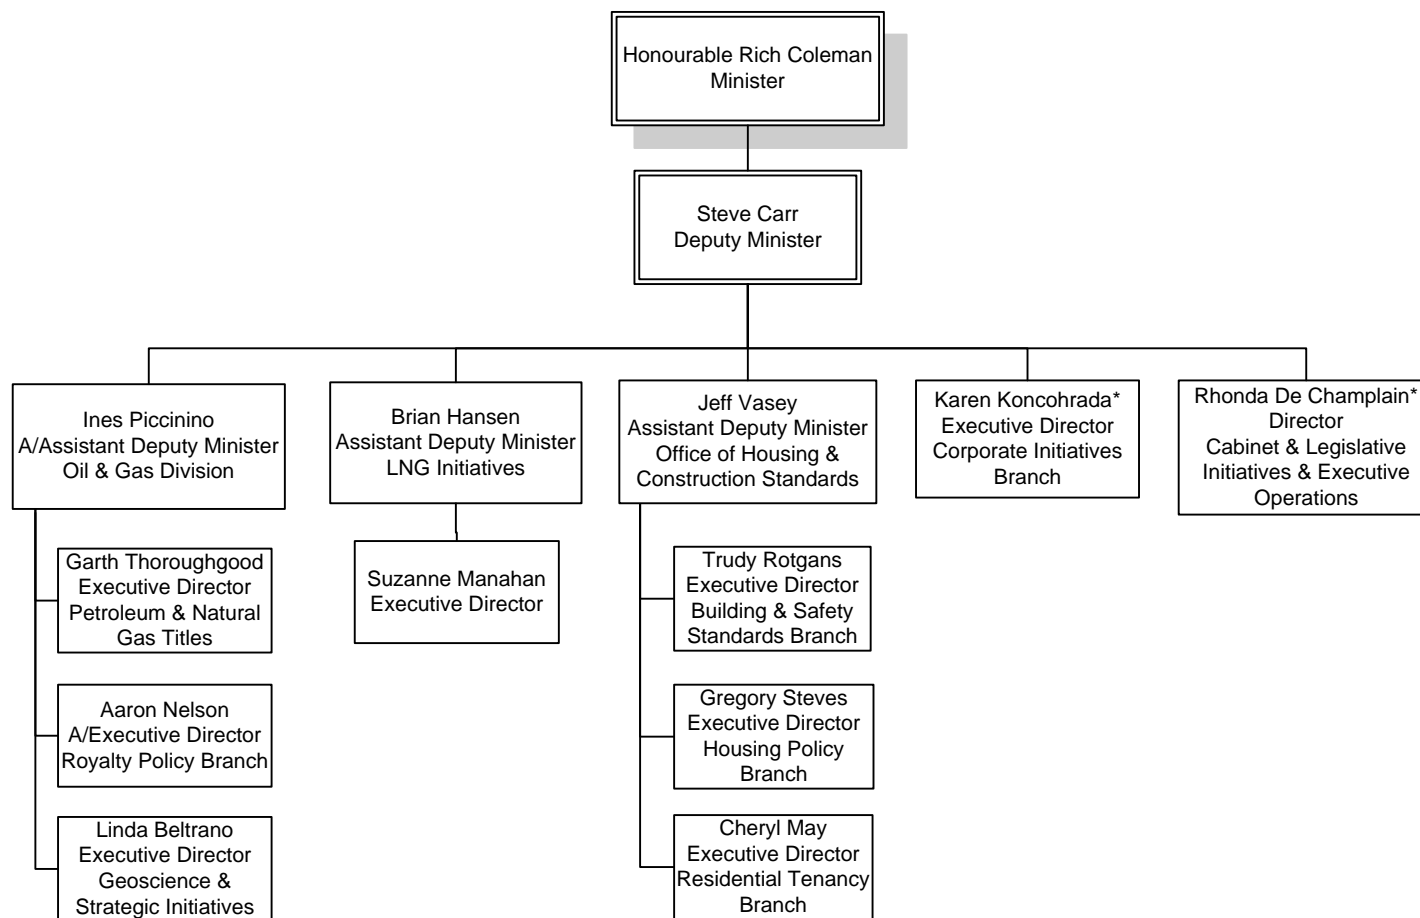 Honourable Rich Coleman
Minister
Steve Carr
Deputy Minister
Ines Piccinino
A/Assistant Deputy Minister
Oil & Gas Division
Brian Hansen
Assistant Deputy Minister
LNG Initiatives
Jeff Vasey
Assistant Deputy Minister
Office of Housing &
Construction Standards
Karen Koncohrada*
Executive Director
Corporate Initiatives
Branch
Rhonda De Champlain*
Director
Cabinet & Legislative
Initiatives & Executive
Operations
Garth Thoroughgood
Executive Director
Petroleum & Natural
Gas Titles
Aaron Nelson
A/Executive Director
Royalty Policy Branch
Linda Beltrano
Executive Director
Geoscience &
Strategic Initiatives
Suzanne Manahan
Executive Director
Trudy Rotgans
Executive Director
Building & Safety
Standards Branch
Gregory Steves
Executive Director
Housing Policy
Branch
Cheryl May
Executive Director
Residential Tenancy
Branch